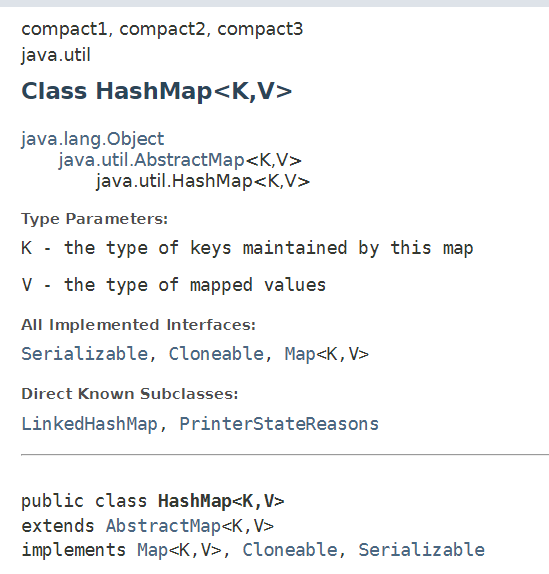 compact1, compact2, compact3
java.util
Class HashMap<K,V>
java.lang.Object
java.util.AbstractMap<K,V>
java.util.HashMap<K,V>
Type Parameters:
K - the type of keys maintained by this map
V - the type of mapped values
All Implemented Interfaces:
Serializable, Cloneable, Map<K,V>
Direct Known Subclasses:
LinkedHashMap, PrinterStateReasons
public class HashMap<K,V>
extends AbstractMap<K,V>
implements Map<K,V>, Cloneable, Serializable